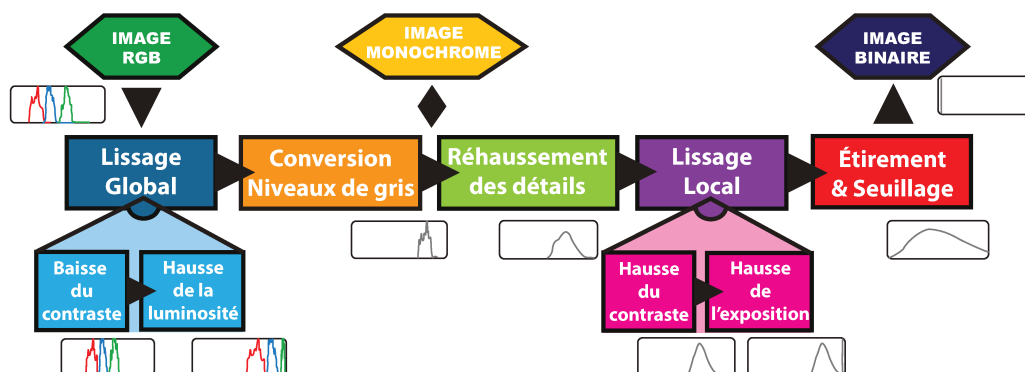 IMAGE
RGB
IMAGE
MONOCHROME
IMAGE
BINAIRE
Lissage
Global
Conversion
Niveaux de gris
Réhaussement
des détails
Lissage
Local
Étirement
& Seuillage
Baisse
du
contraste
Hausse
de la
luminosité
Hausse
du
contraste
Hausse
de
l'exposition